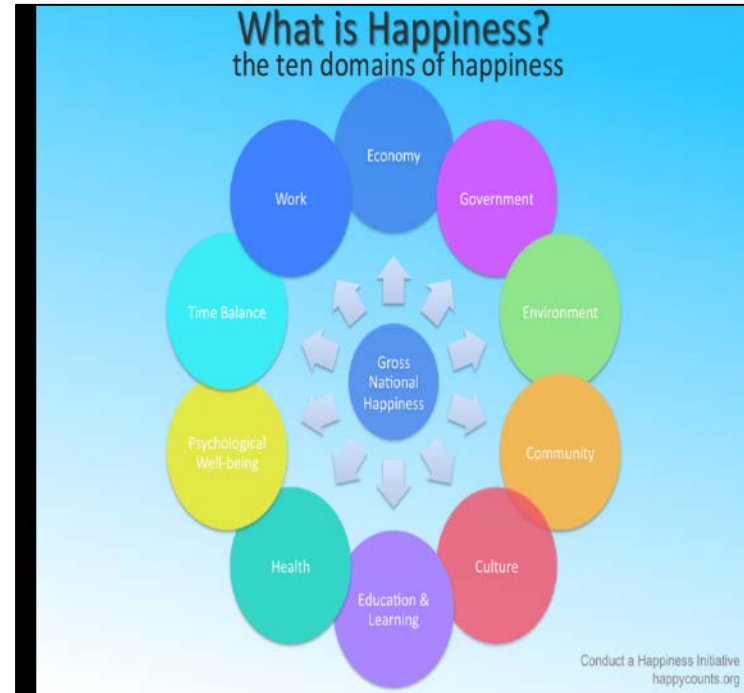 What is Happiness?
the ten domains of happiness
Economy
Government
Environment
Community
Culture
Education &
Learning
Health
Psychological
Well-being
Time Balance
Work
Gross
National
Happiness
Conduct a Happiness Initiative
happycounts.org